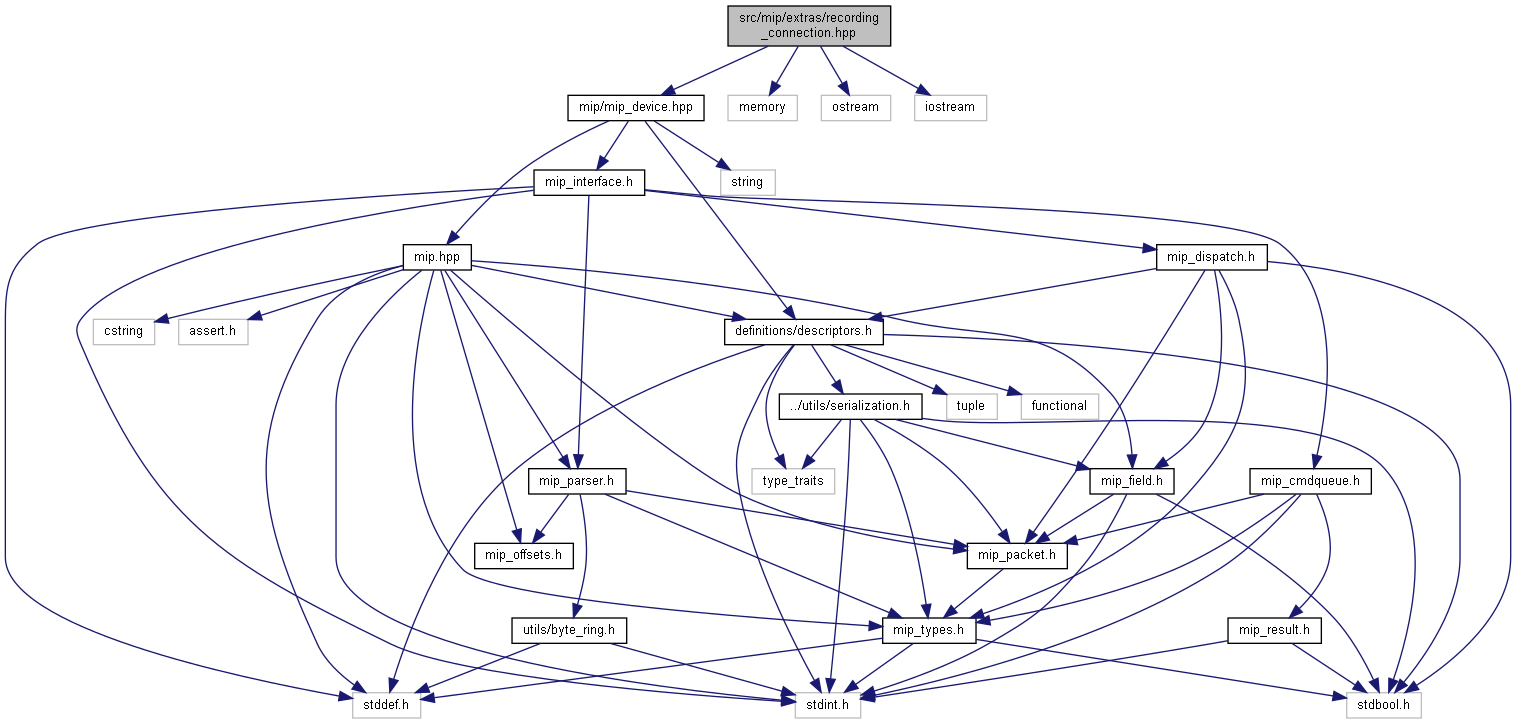 src/mip/extras/recording
_connection.hpp
mip/mip_device.hpp
memory
ostream
iostream
mip_interface.h
string
mip.hpp
mip_dispatch.h
cstring
assert.h
definitions/descriptors.h
../utils/serialization.h
tuple
functional
mip_parser.h
type_traits
mip_field.h
mip_cmdqueue.h
mip_offsets.h
mip_packet.h
utils/byte_ring.h
mip_types.h
mip_result.h
stddef.h
stdint.h
stdbool.h